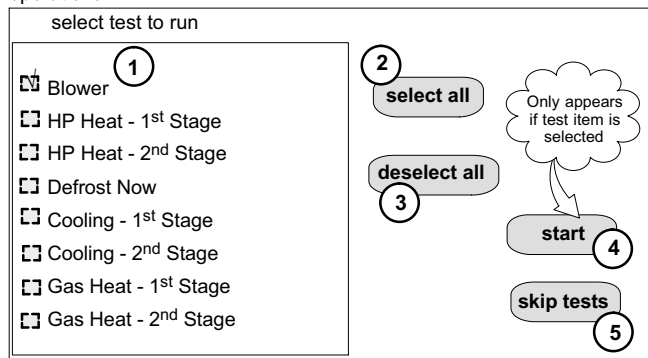 select test to run
1
Blower
HP Heat - 1st Stage
HP Heat - 2nd Stage
Defrost Now
Cooling - 1st Stage
Cooling - 2nd Stage
Gas Heat - 1st Stage
Gas Heat - 2nd Stage
2
select all
deselect all
3
Only appears
if test item is
selected
start
4
skip tests
5